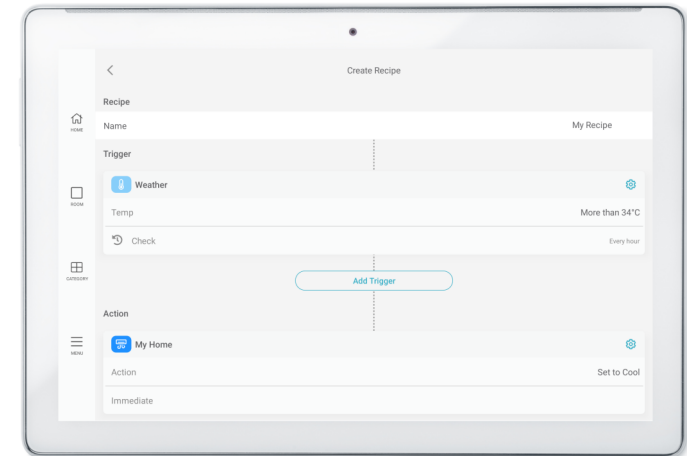 Create Recipe
Recipe
HOME
Name My Recipe
Trigger
Weather
ROOM
Temp More than 34°C
Check Every hour
CATEGORY
Add Trigger
Action
MENU
My Home
Action Set to Cool
Immediate